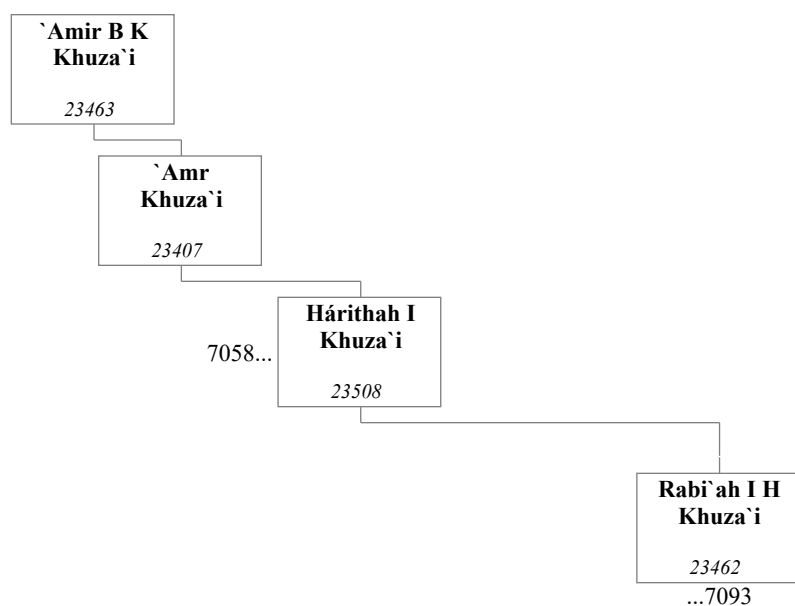 `Amir B K
Khuza`i
23463
`Amr
Khuza`i
23407
Hárithah I
Khuza`i
7058...
23508
Rabi`ah I H
Khuza`i
23462
...7093